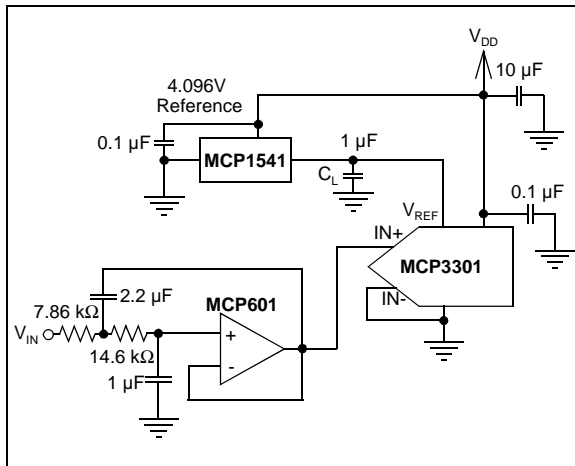 V_DD
10 µF
4.096V
Reference
0.1 µF
MCP1541
1 µF
C_L
0.1 µF
V_REF
IN+
MCP3301
IN-
7.86 kΩ
2.2 µF
MCP601
V_IN
14.6 kΩ
+
-
1 µF